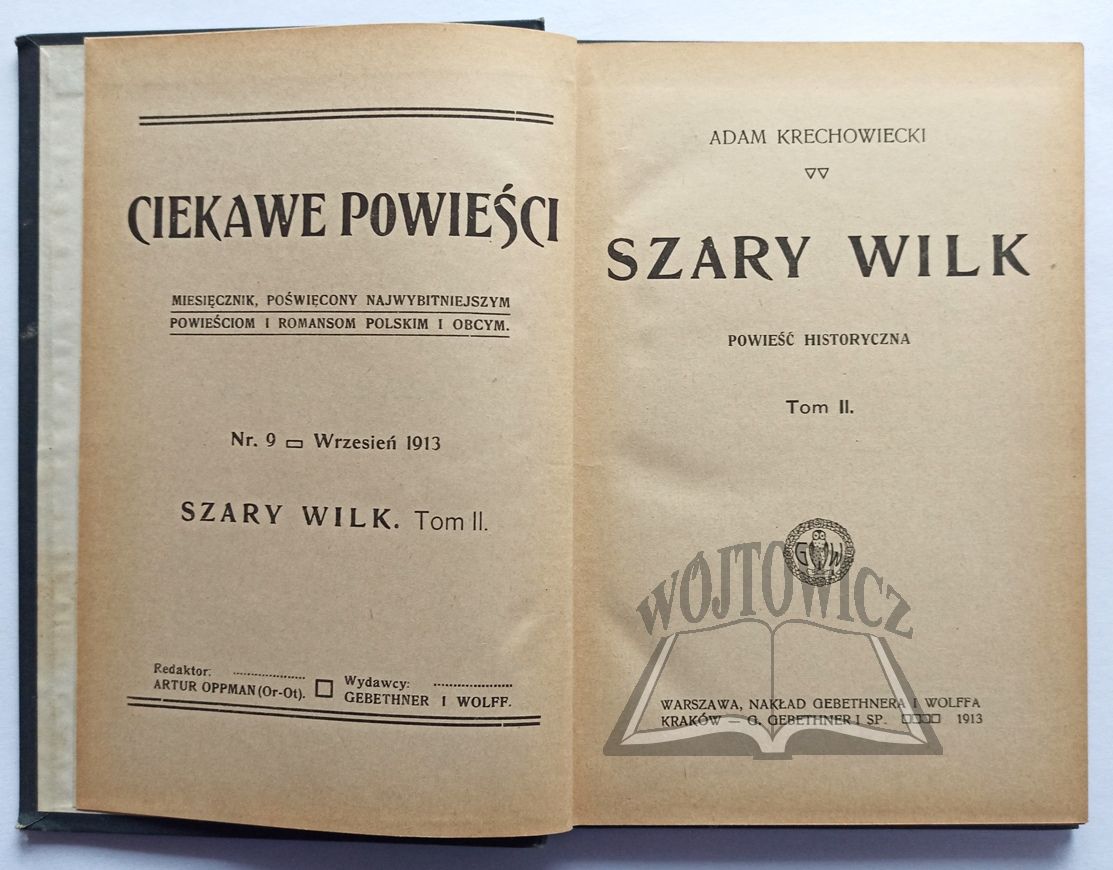 CIEKAWE POWIEŚCI
MIESIĘCZNIK, POŚWIĘCONY NAJWYBITNIEJSZYM
POWIEŚCIOM I ROMANSOM POLSKIM I OBCYM.
Nr. 9 Wrzesień 1913
SZARY WILK. Tom II.
Redaktor:
ARTUR OPPMAN (Or-Ot).
Wydawcy:
GEBETHNER I WOLFF.
ADAM KRECHOWIECKI
SZARY WILK
POWIEŚĆ HISTORYCZNA
Tom II.
G W
WÓJTOWICZ
WARSZAWA, NAKŁAD GEBETHNERA I WOLFFA
KRAKÓW — G. GEBETHNER I SP. 1913